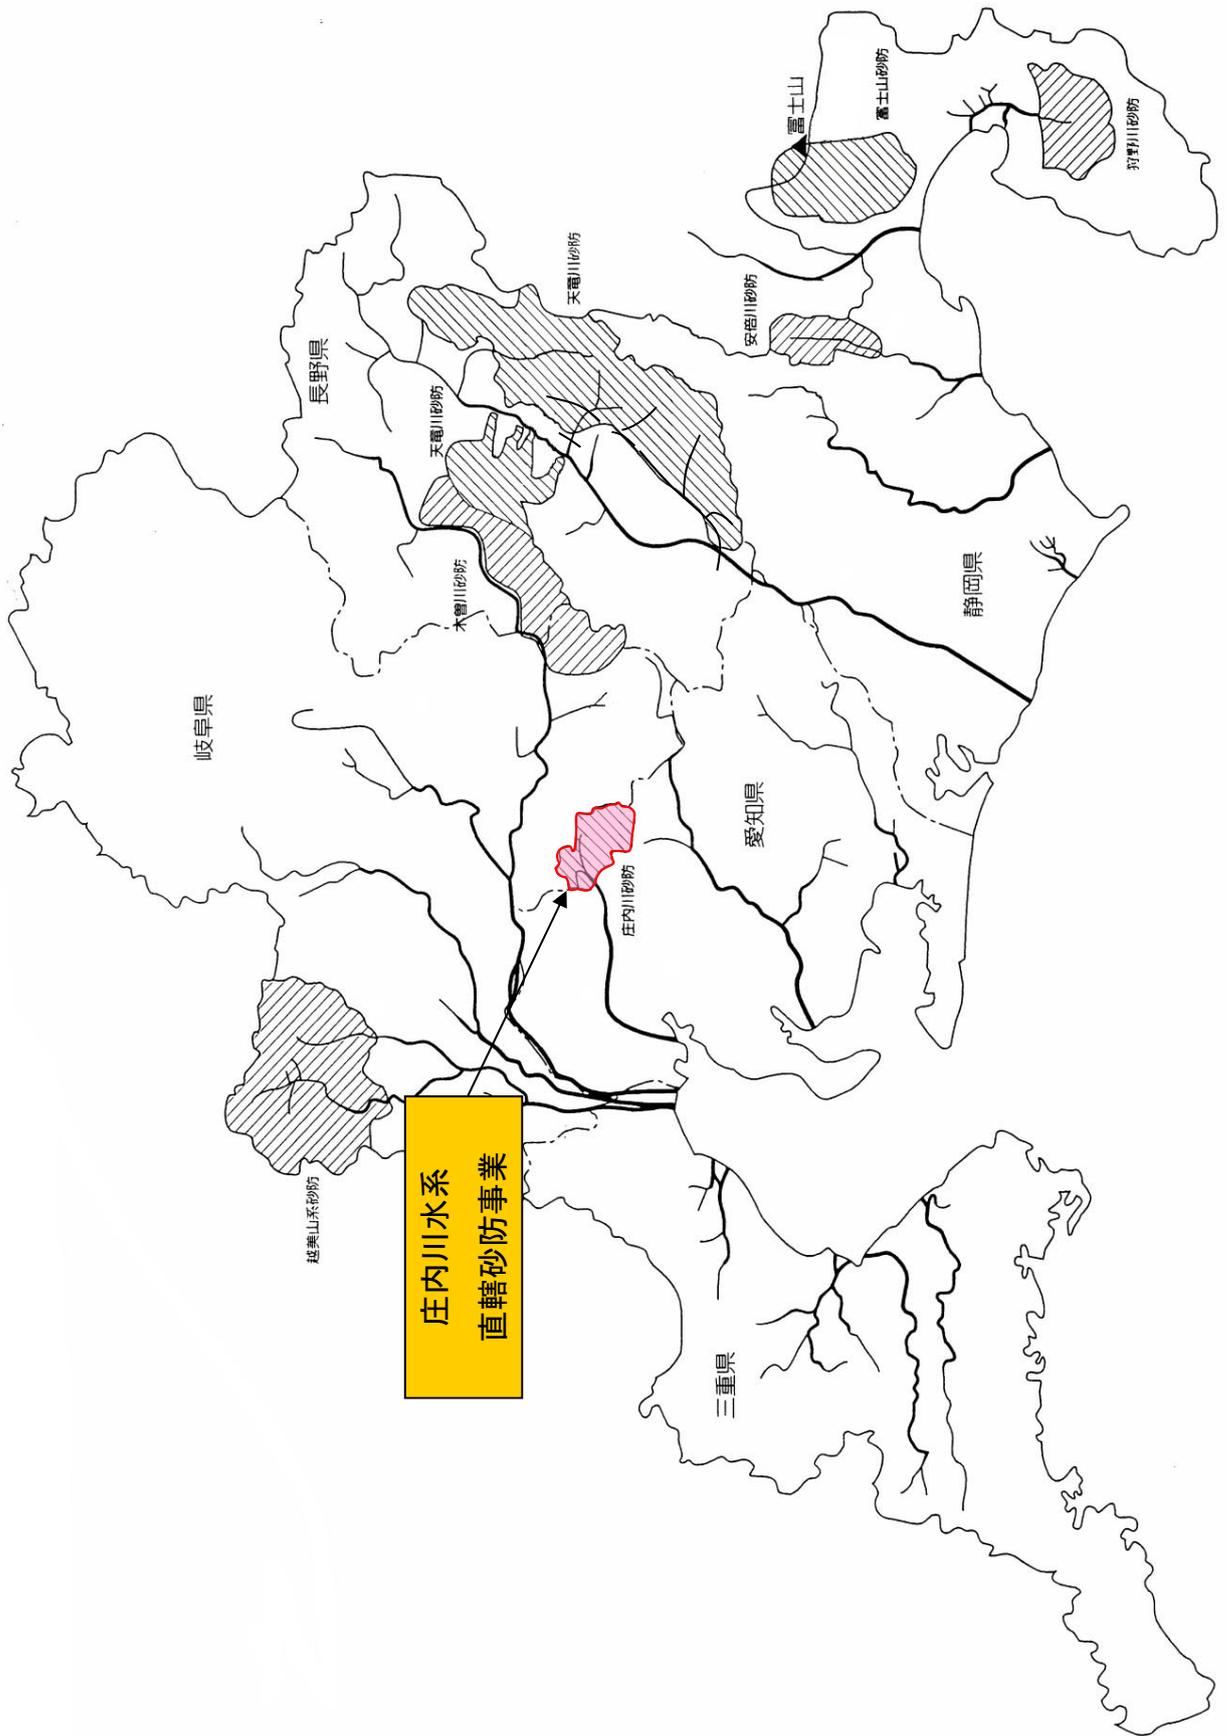 岐阜県
長野県
越美山系砂防
天竜川砂防
木曽川砂防
天竜川砂防
庄内川水系
直轄砂防事業
庄内川砂防
三重県
愛知県
安倍川砂防
富士山
富士山砂防
静岡県
狩野川砂防